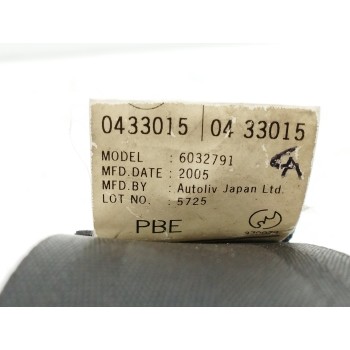 0433015 | 04 33015
MODEL : 6032791
MFD.DATE : 2005
MFD.BY : Autoliv Japan Ltd.
LOT NO. : 5725
PBE